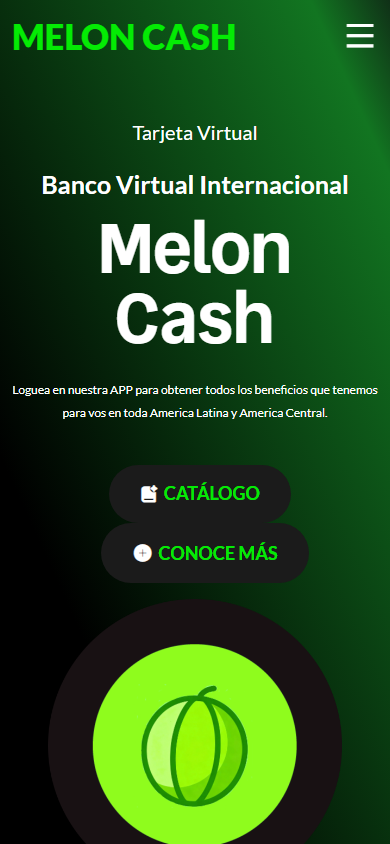 MELON CASH
Tarjeta Virtual
Banco Virtual Internacional
Melon
Cash
Loguea en nuestra APP para obtener todos los beneficios que tenemos
para vos en toda America Latina y America Central.
CATÁLOGO
CONOCE MÁS